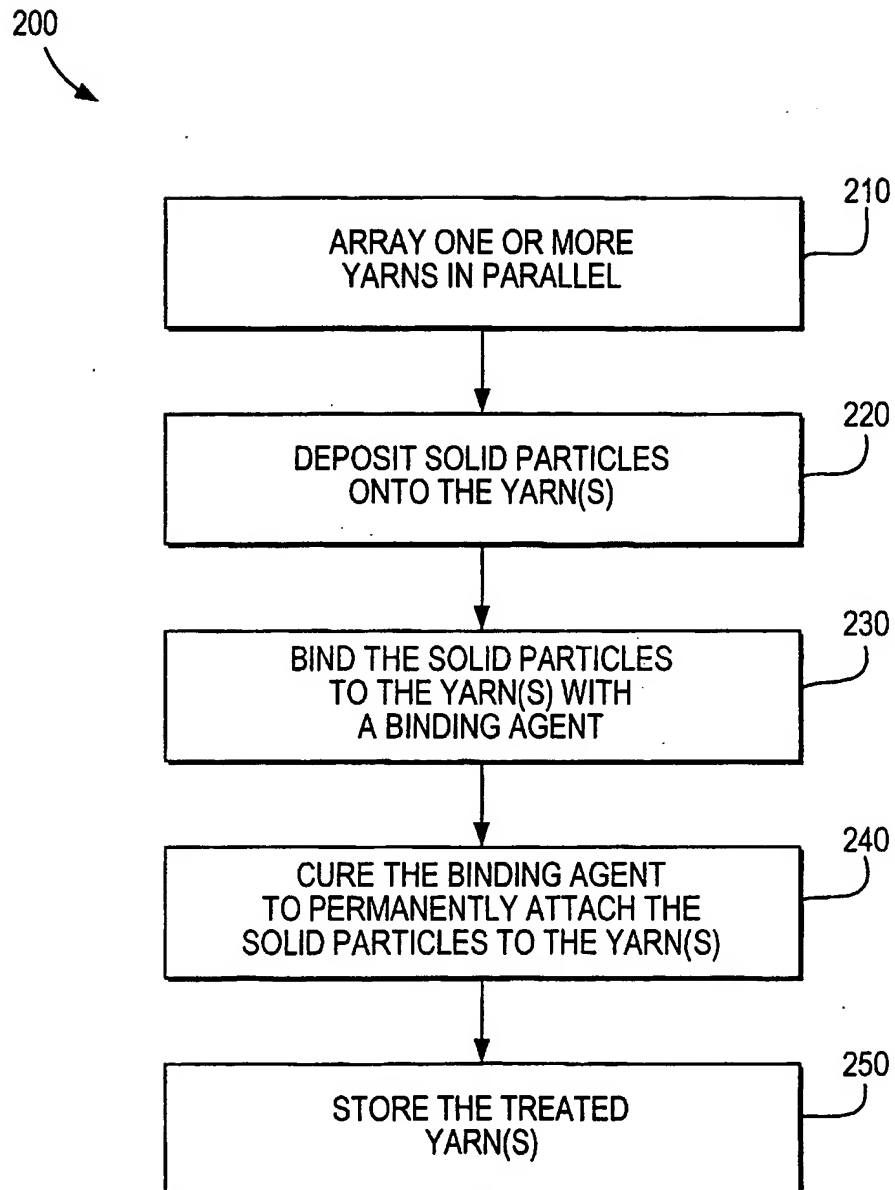 200
210
ARRAY ONE OR MORE
YARNS IN PARALLEL
220
DEPOSIT SOLID PARTICLES
ONTO THE YARN(S)
230
BIND THE SOLID PARTICLES
TO THE YARN(S) WITH
A BINDING AGENT
240
CURE THE BINDING AGENT
TO PERMANENTLY ATTACH THE
SOLID PARTICLES TO THE YARN(S)
250
STORE THE TREATED
YARN(S)